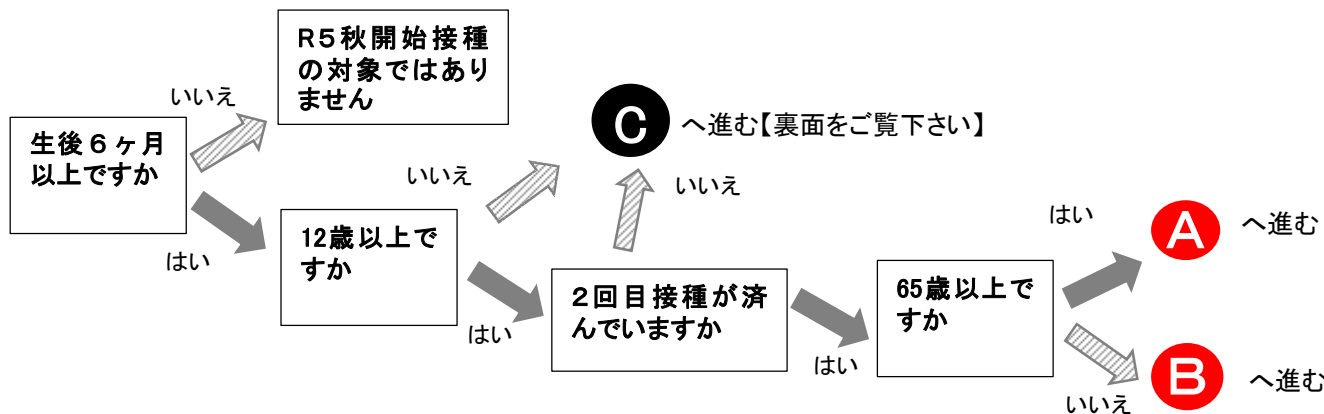 生後６ヶ月
以上ですか
いいえ
R５秋開始接種
の対象ではあり
ません
はい
12歳以上で
すか
いいえ
C
へ進む【裏面をご覧下さい】
はい
２回目接種が済
んでいますか
いいえ
はい
65歳以上で
すか
はい
A
へ進む
いいえ
B
へ進む